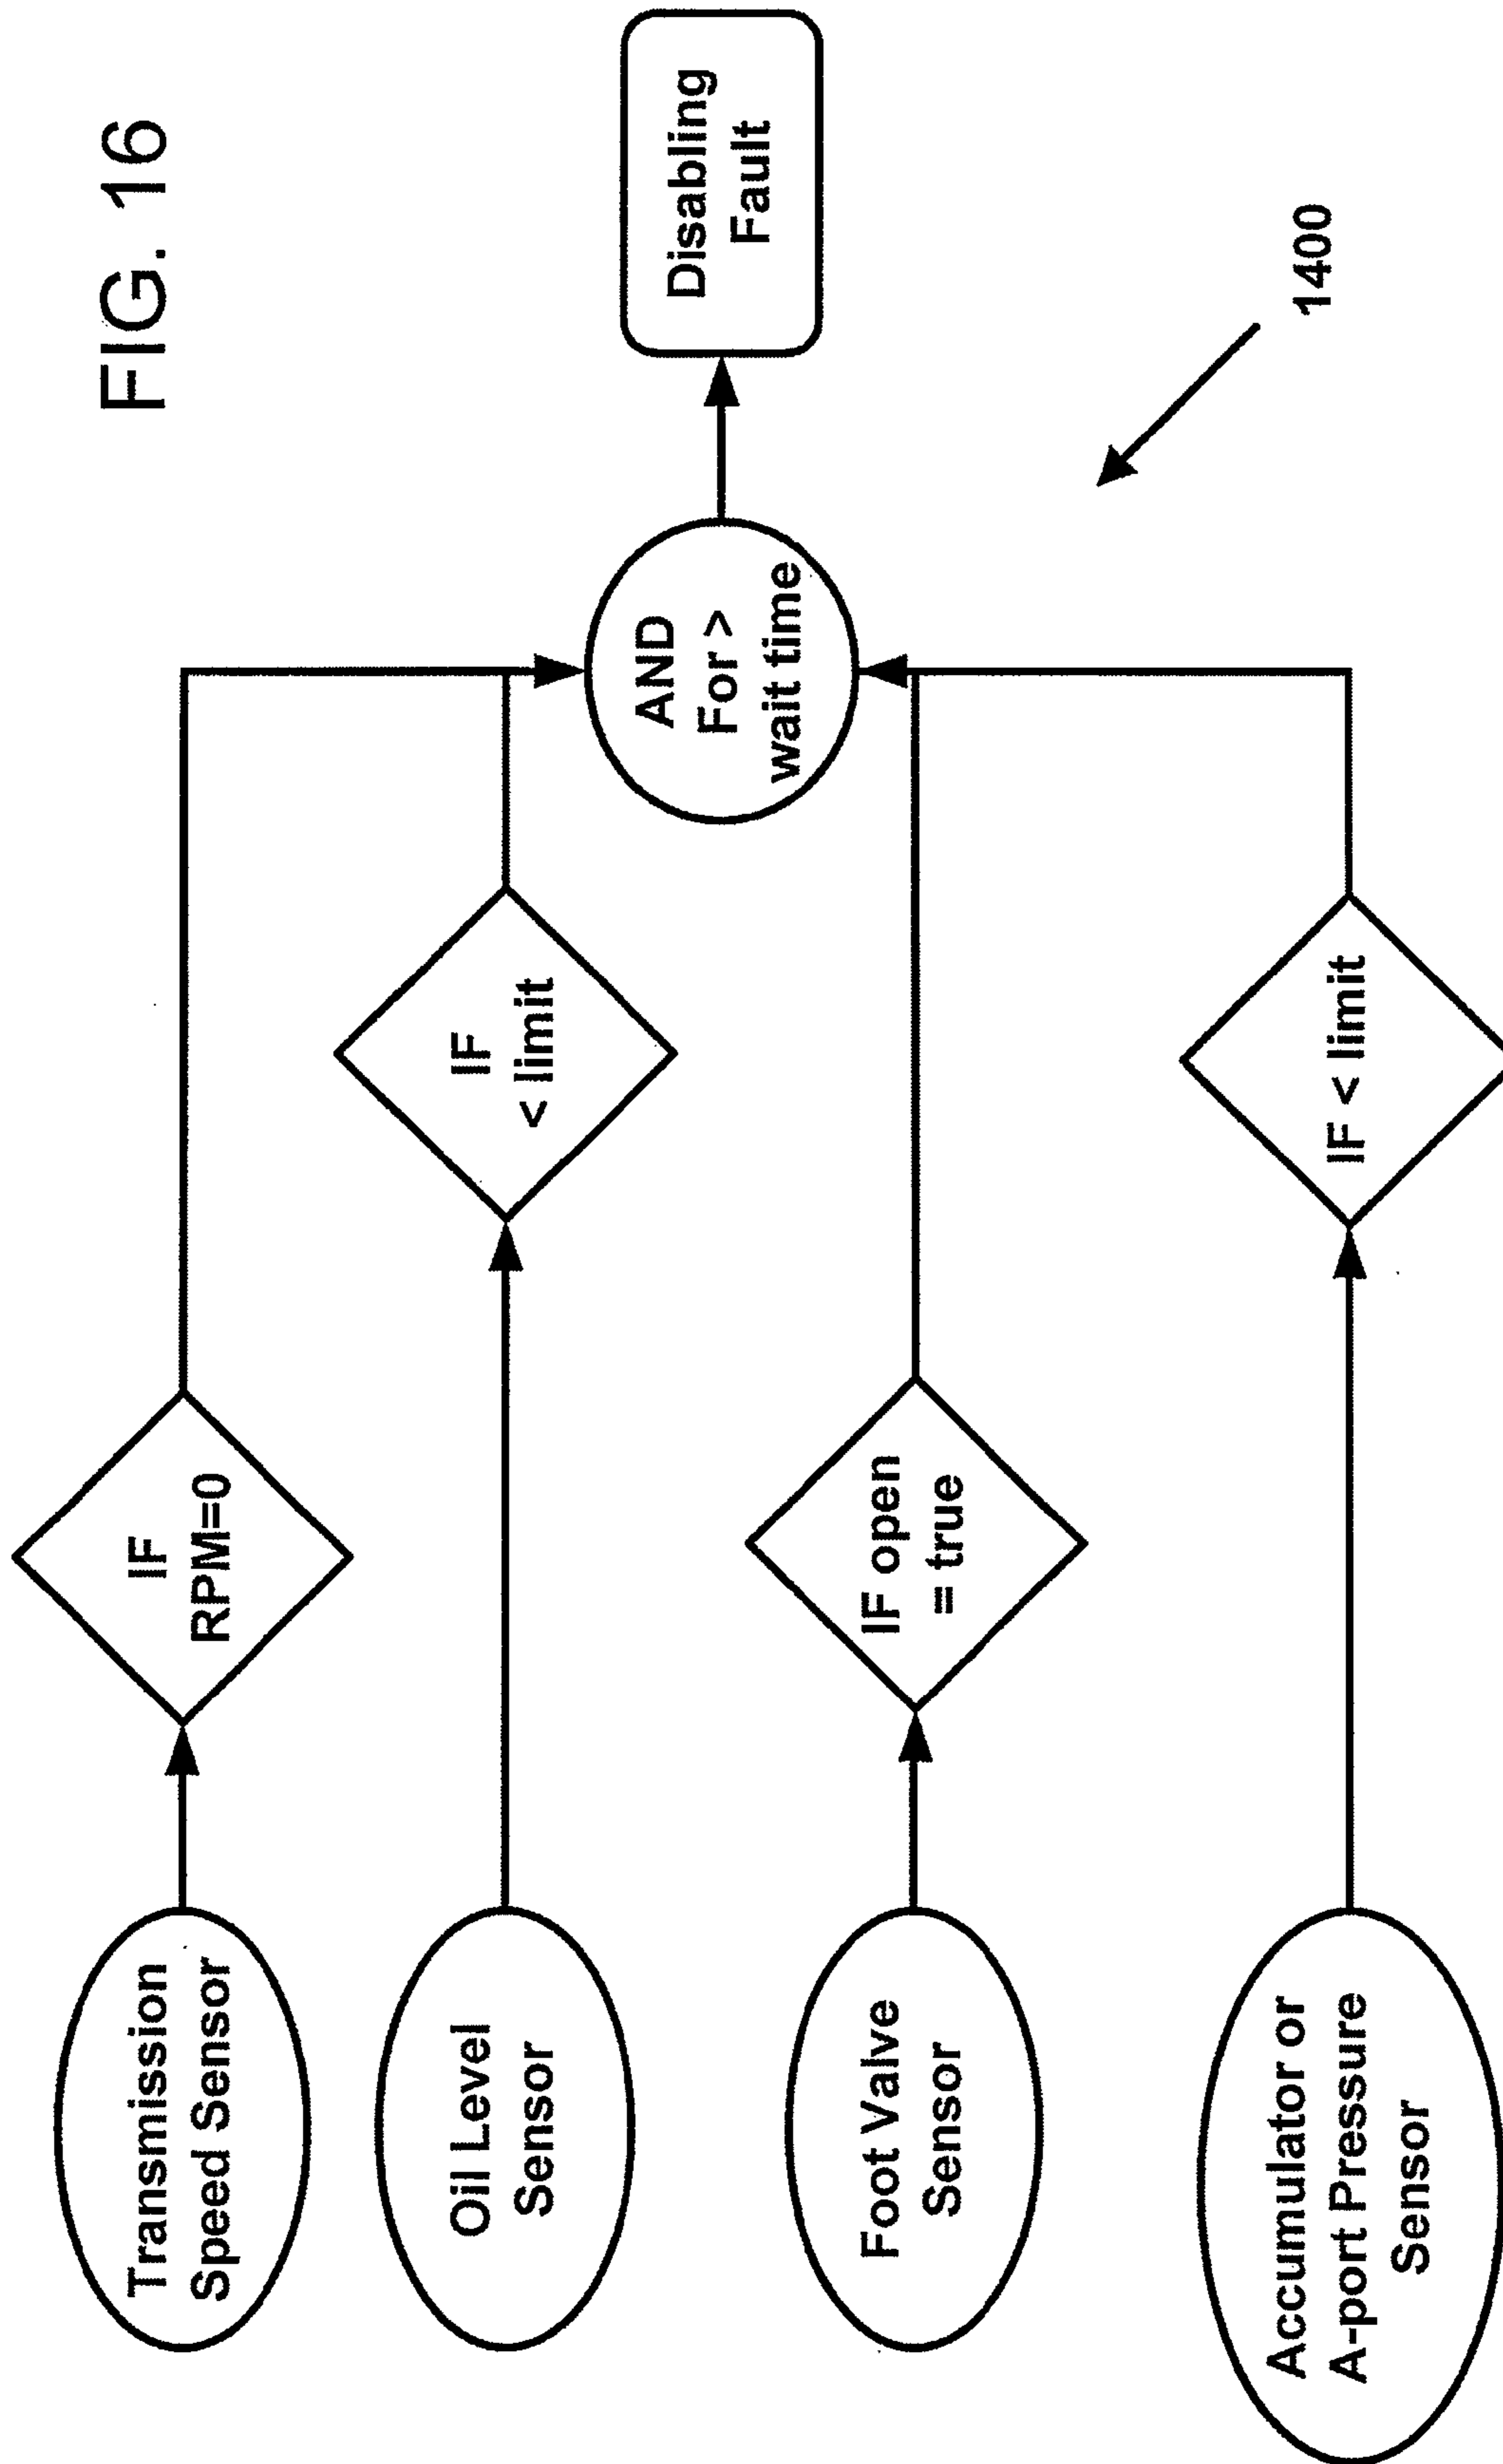 FIG. 16
Transmission
Speed Sensor
IF
RPM=0
Oil Level
Sensor
IF
< limit
Foot Valve
Sensor
IF open
= true
Accumulator or
A-port Pressure
Sensor
IF < limit
AND
For >
wait time
Disabling
Fault
1400